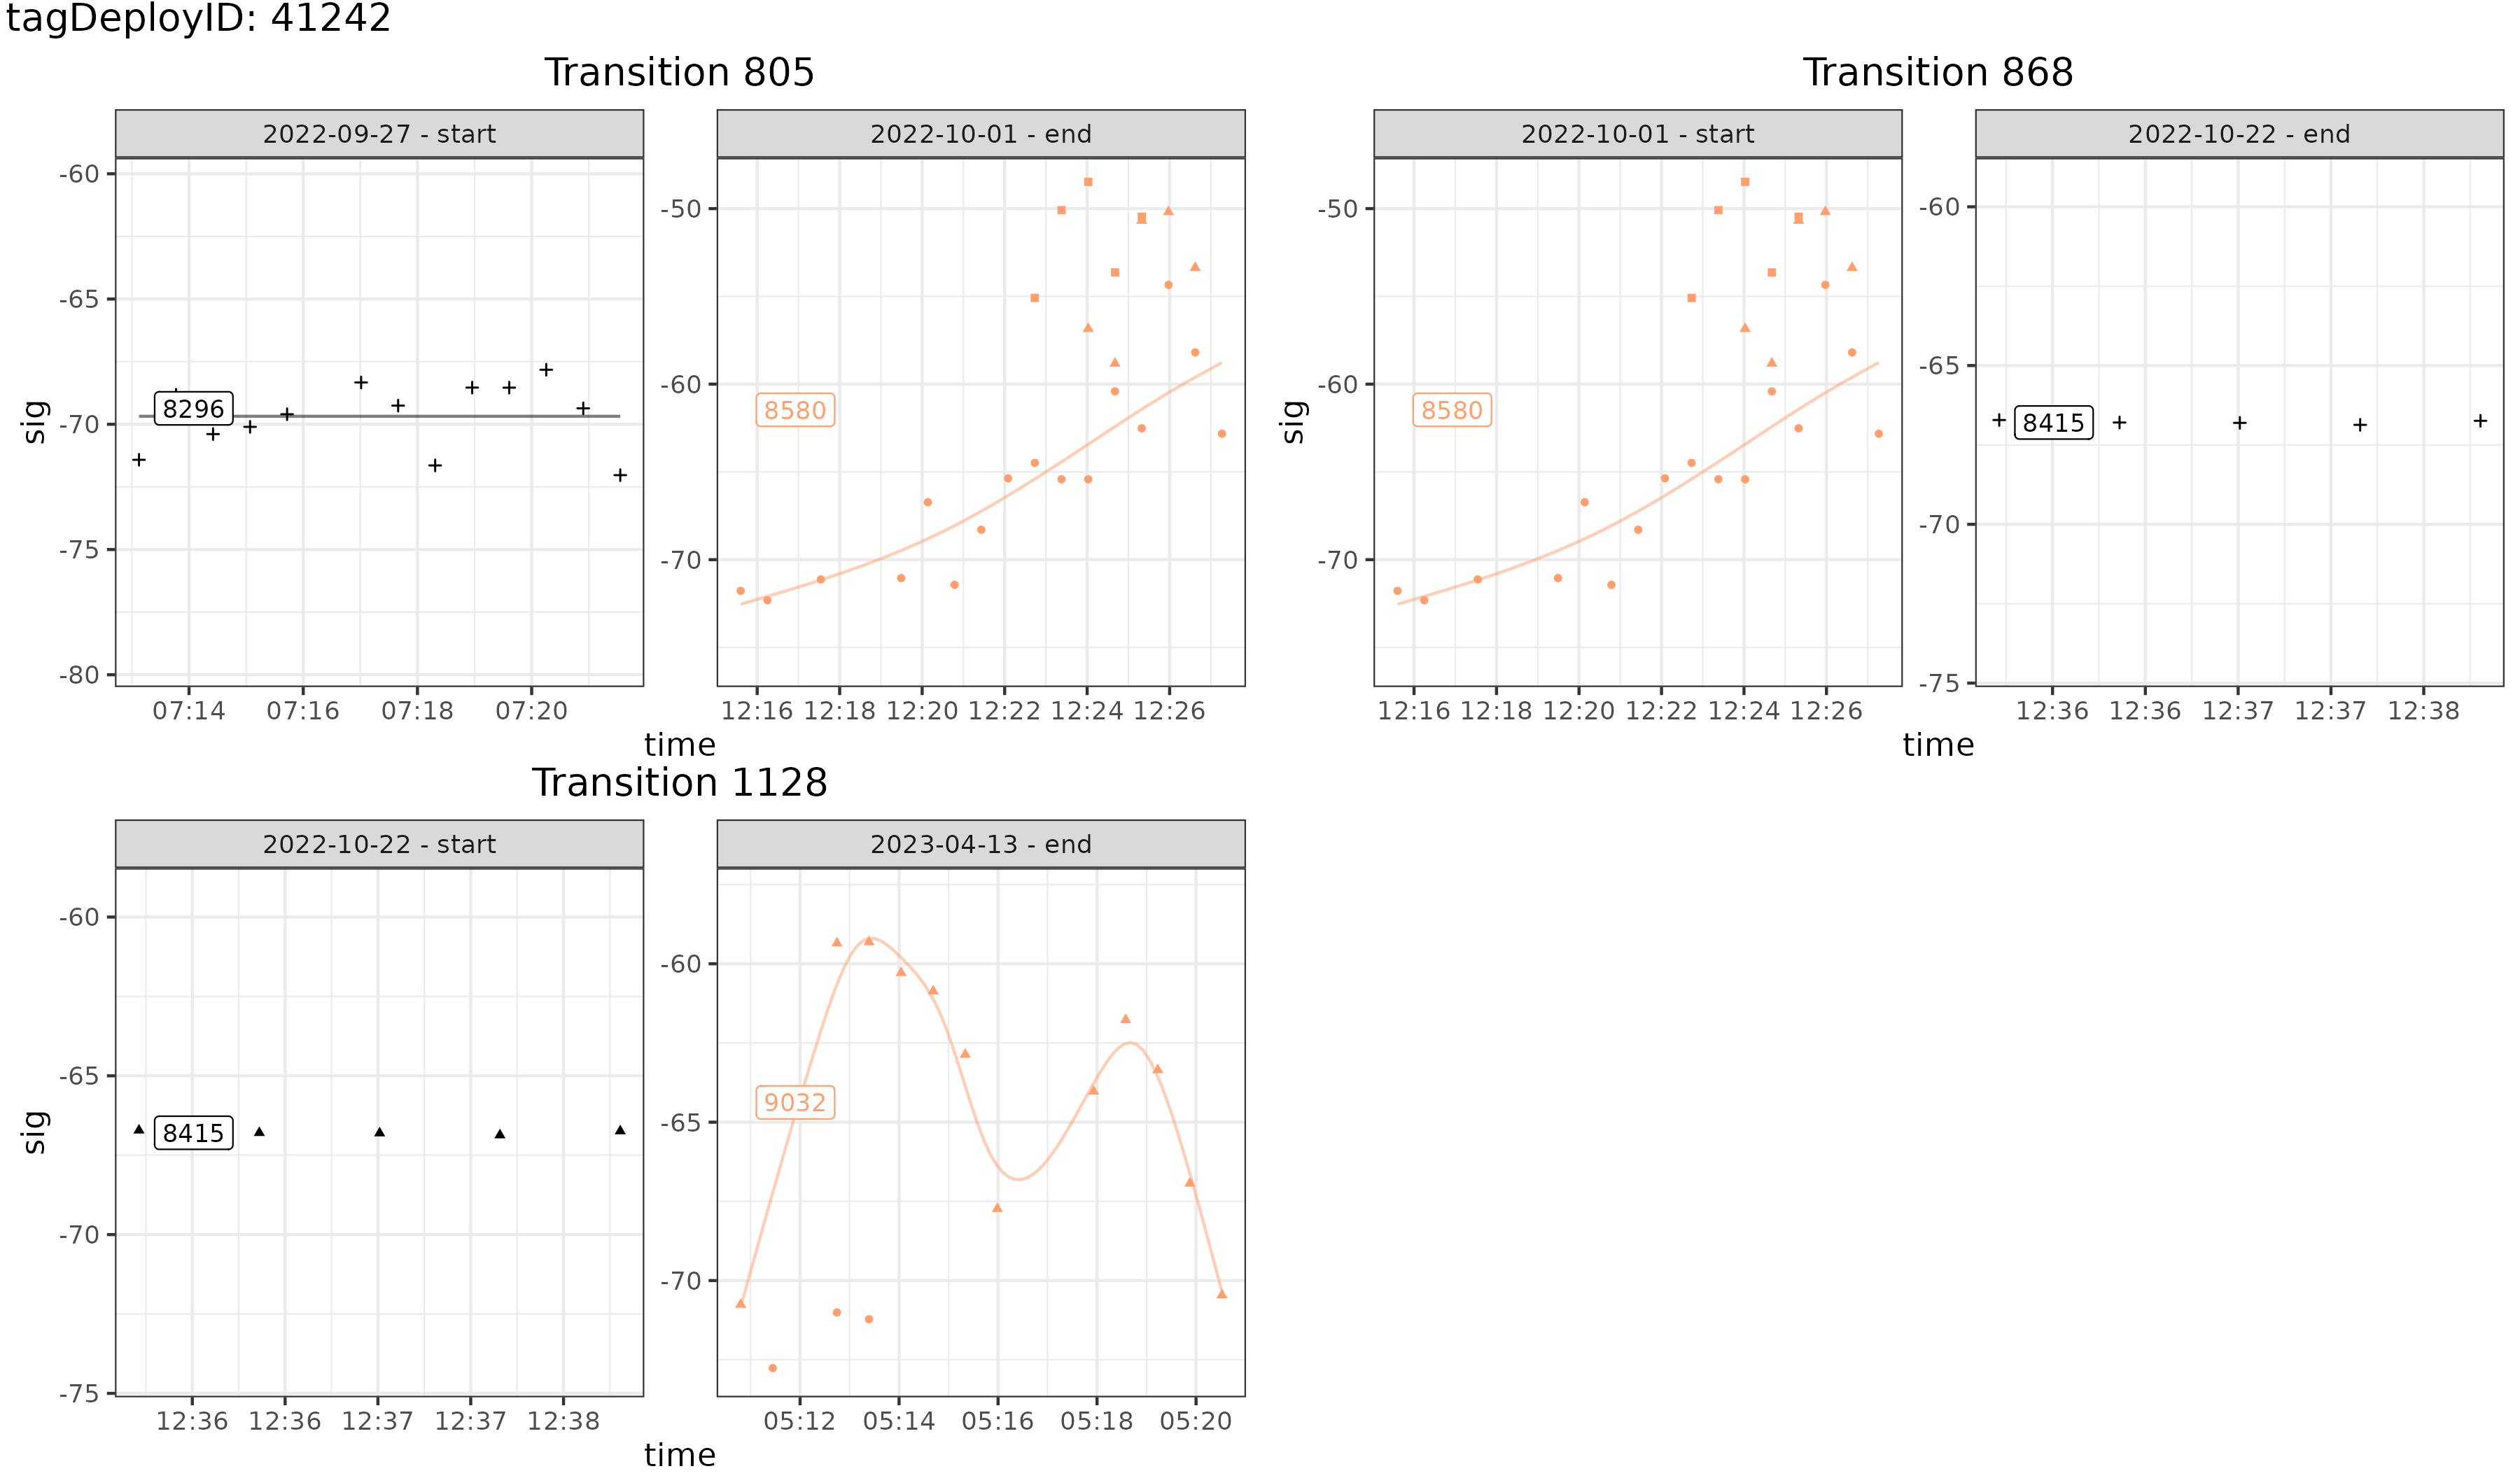 tagDeployID: 41242
Transition 805
Transition 868
2022-09-27 - start
2022-10-01 - end
2022-10-01 - start
2022-10-22 - end
sig
-60
-65
-70
-75
-80
8296
07:14 07:16 07:18 07:20
-50
-60
-70
8580
12:16 12:18 12:20 12:22 12:24 12:26
time
sig
-50
-60
-70
8580
12:16 12:18 12:20 12:22 12:24 12:26
-60
-65
-70
-75
8415
12:36 12:36 12:37 12:37 12:38
time
Transition 1128
2022-10-22 - start
2023-04-13 - end
sig
-60
-65
-70
-75
8415
12:36 12:36 12:37 12:37 12:38
-60
-65
-70
9032
05:12 05:14 05:16 05:18 05:20
time